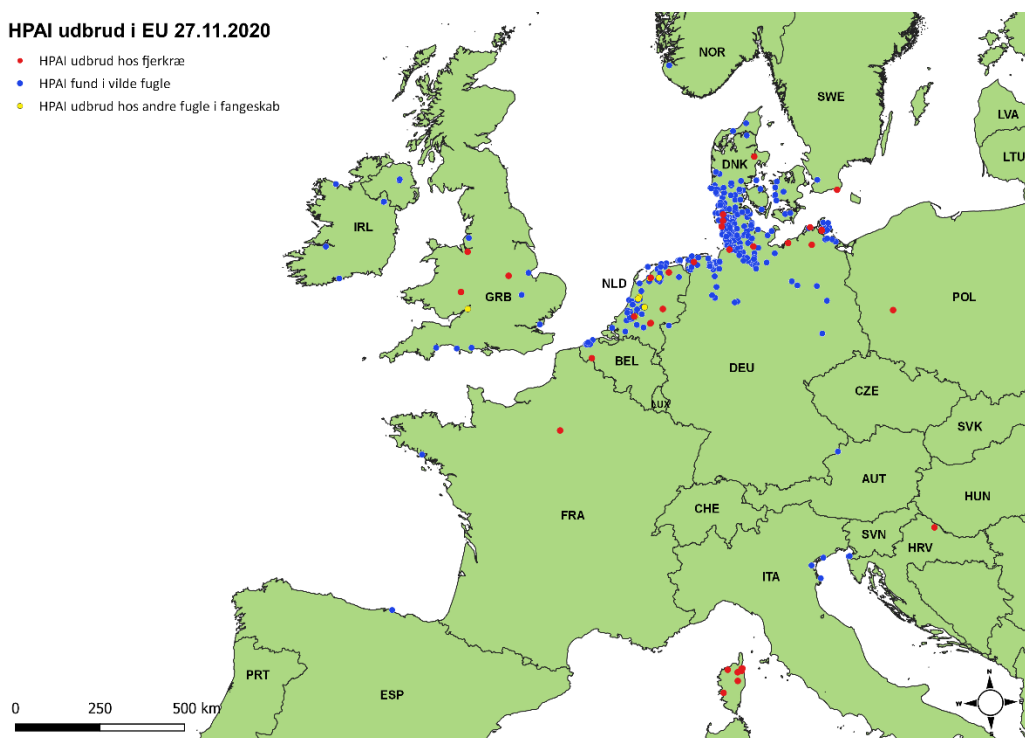 HPAI udbrud i EU 27.11.2020
HPAI udbrud hos fjerkræ
HPAI fund i vilde fugle
HPAI udbrud hos andre fugle i fangeskab
NOR
SWE
LVA
LTU
DNK
IRL
GRB
NLD
POL
BEL
DEU
LUX
CZE
SVK
AUT
HUN
FRA
CHE
SVN
HRV
ITA
PRT
ESP
0 250 500 km
N
W E
S